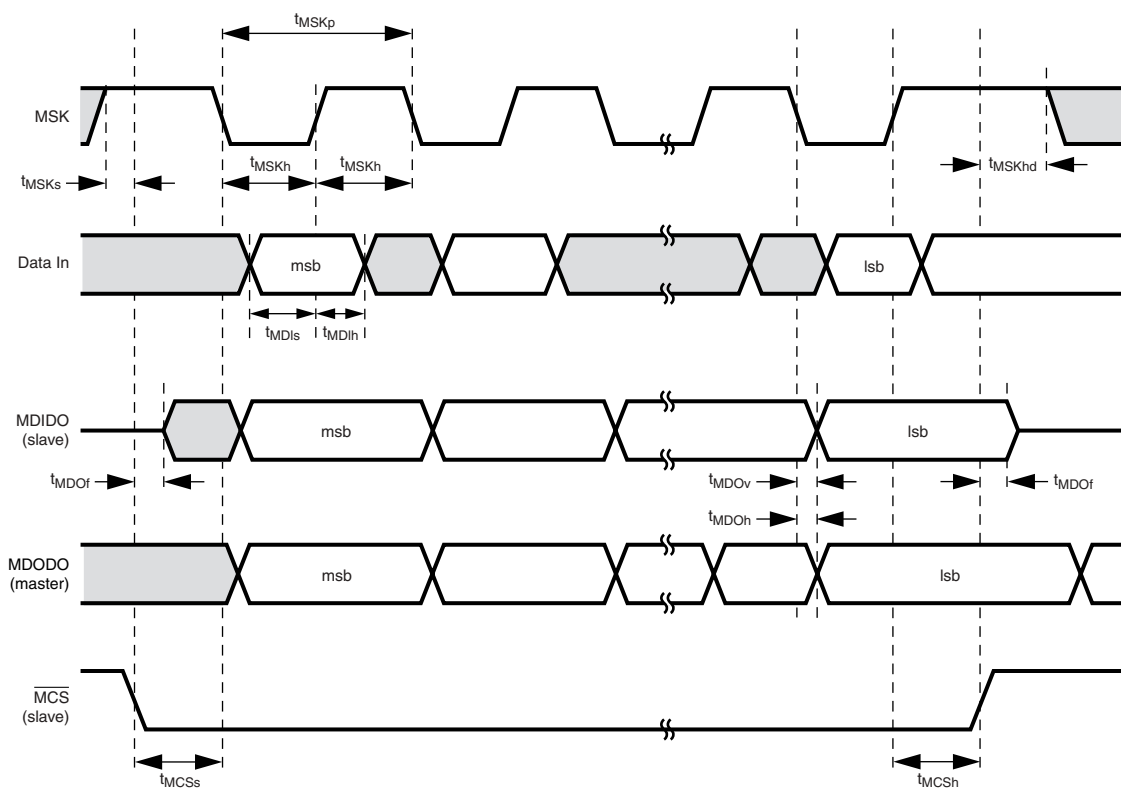 tMSKp
MSK
tMSKh
tMSKh
tMSKs
tMSKhd
Data In
msb
lsb
tMDIs
tMDIh
MDIDO
(slave)
msb
lsb
tMDOf
tMDOv
tMDOf
tMDOh
MDODO
(master)
msb
lsb
MCS
(slave)
tMCSs
tMCSh